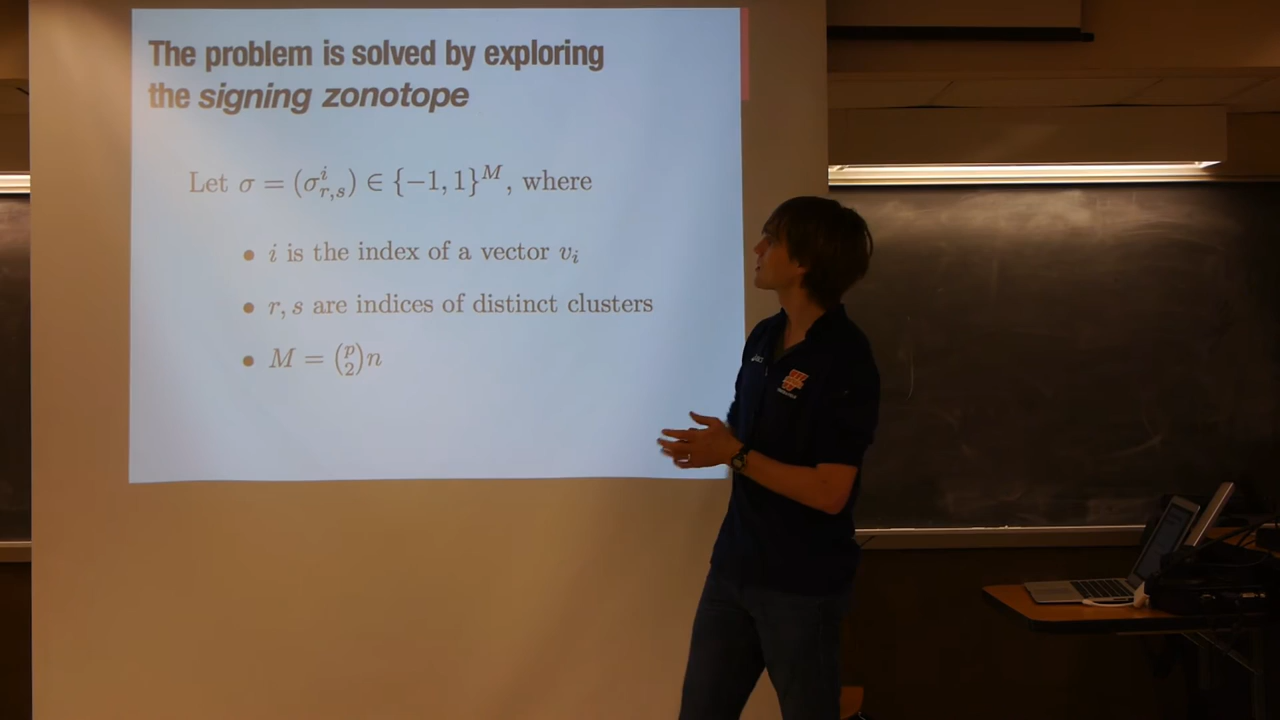 The problem is solved by exploring
the signing zonotope
Let σ = (σ^i_{r,s}) ∈ {−1, 1}^M, where
• i is the index of a vector v_i
• r, s are indices of distinct clusters
• M = \binom{p}{2} n